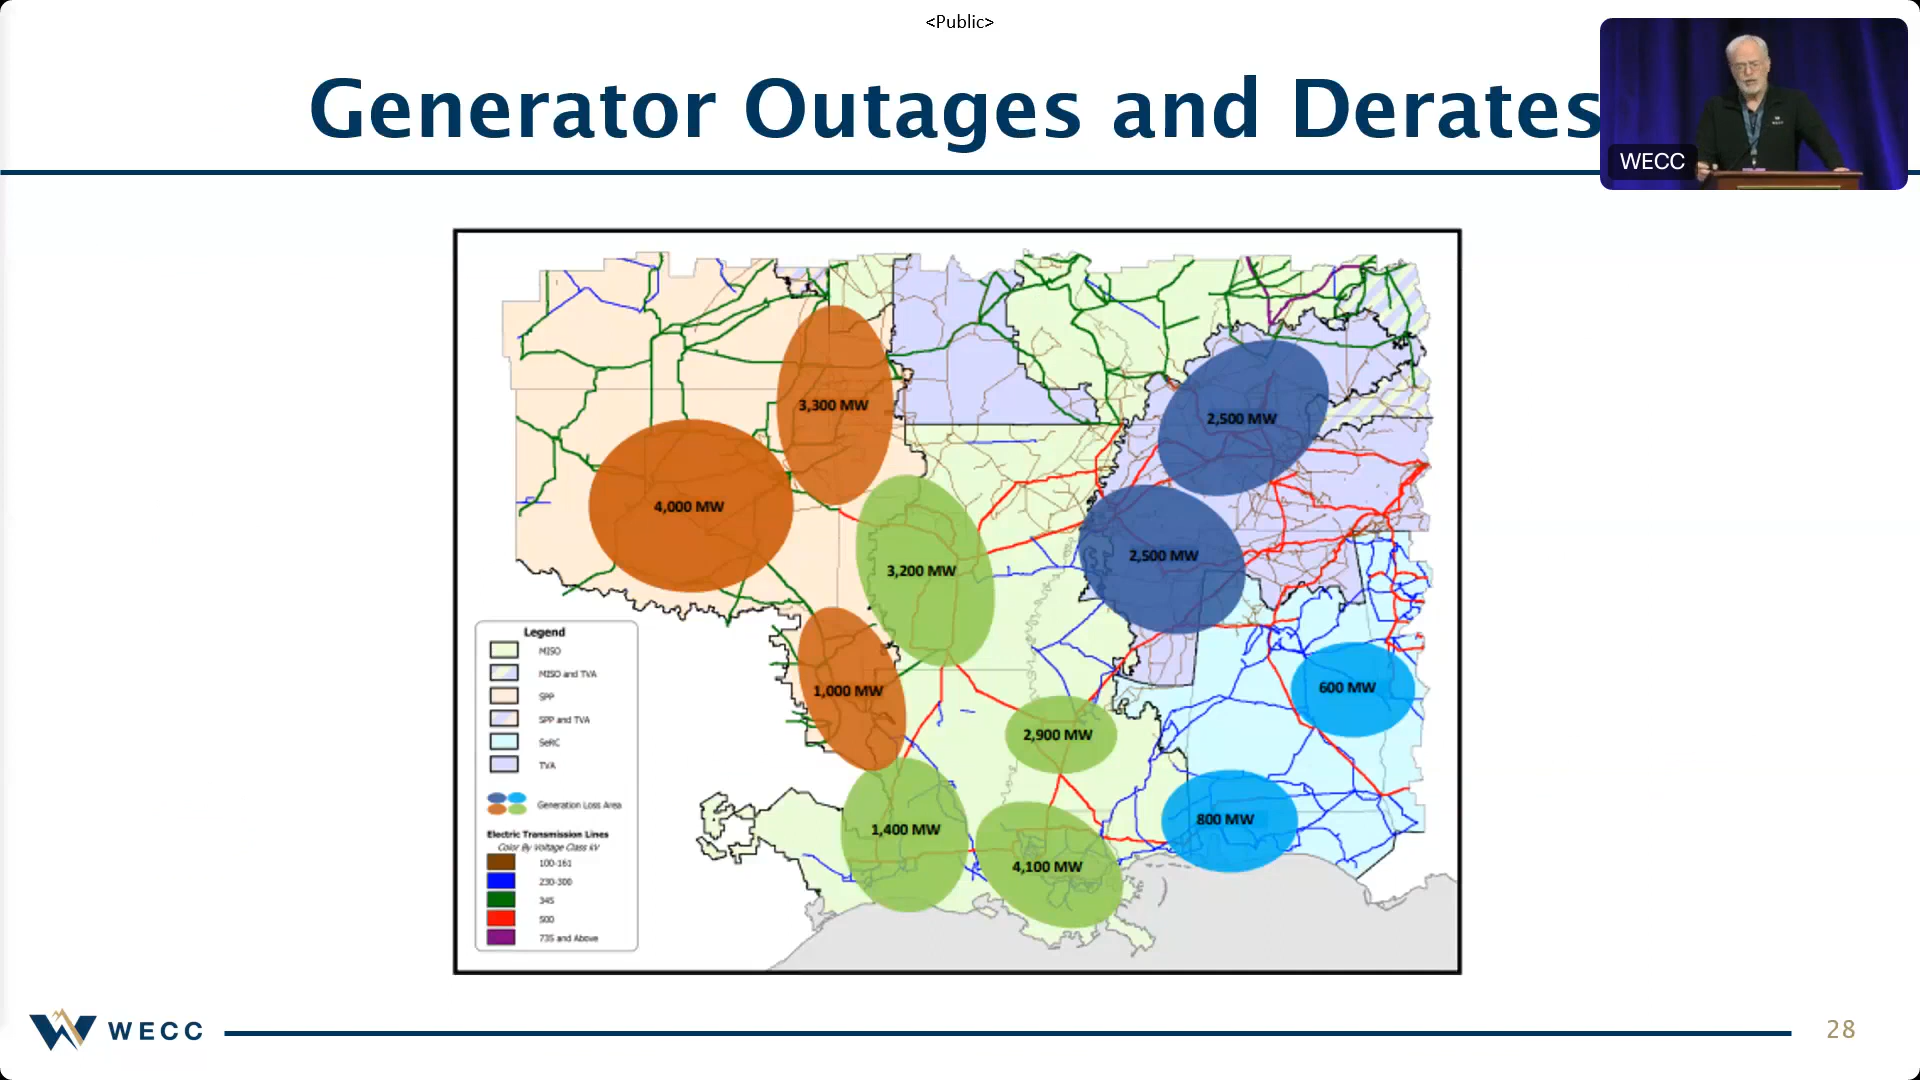 <Public>
Generator Outages and Derates
WECC
3,300 MW
2,500 MW
4,000 MW
2,500 MW
3,200 MW
600 MW
1,000 MW
2,900 MW
800 MW
1,400 MW
4,100 MW
Legend
MISO
MISO and TVA
SPP
SPP and TVA
SeRC
TVA
Generation Loss Area
Electric Transmission Lines
Color By Voltage Class kV
100-161
230-300
345
500
735 and Above
WECC
28